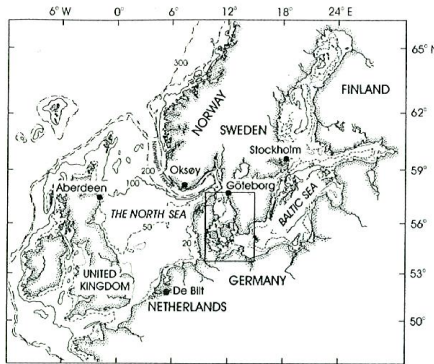 6° W 0° 6° 12° 18° 24° E
65° N
300
FINLAND
NORWAY
62°
SWEDEN
Stockholm
Oksøy
200
59°
100
Aberdeen
Göteborg
THE NORTH SEA
BALTIC SEA
56°
50
20
UNITED
KINGDOM
GERMANY
53°
De Bilt
NETHERLANDS
50°